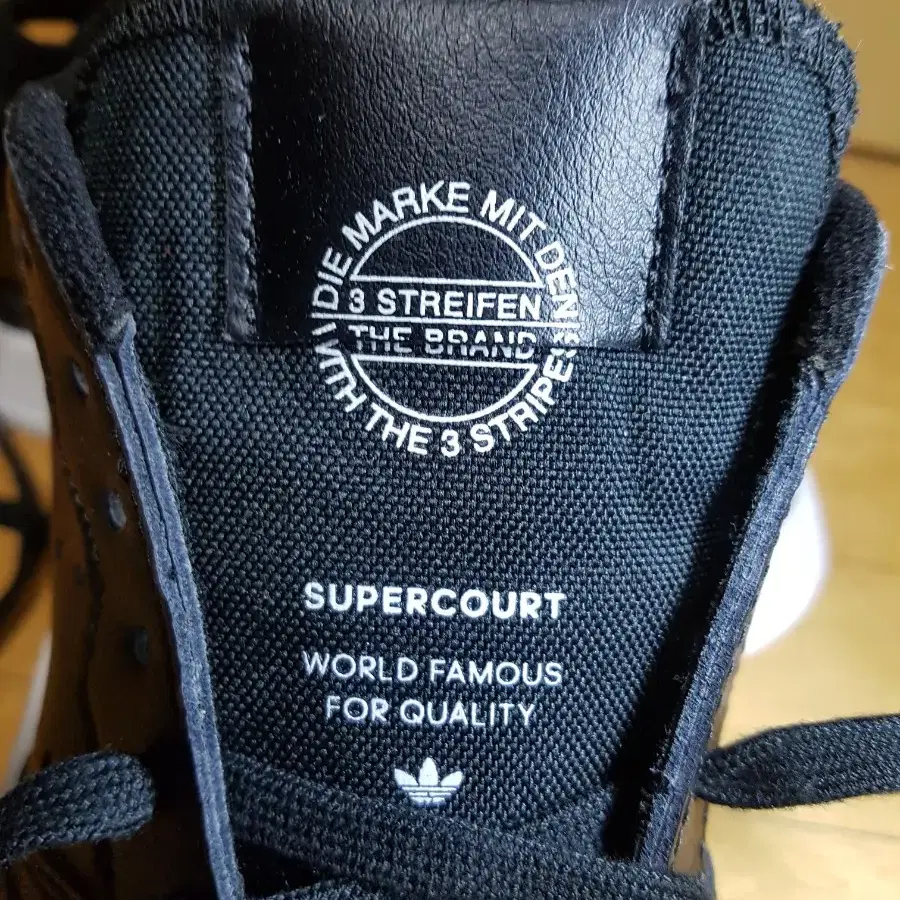 DIE MARKE MIT DEN
3 STREIFEN
THE BRAND
WITH THE 3 STRIPES
SUPERCOURT
WORLD FAMOUS
FOR QUALITY